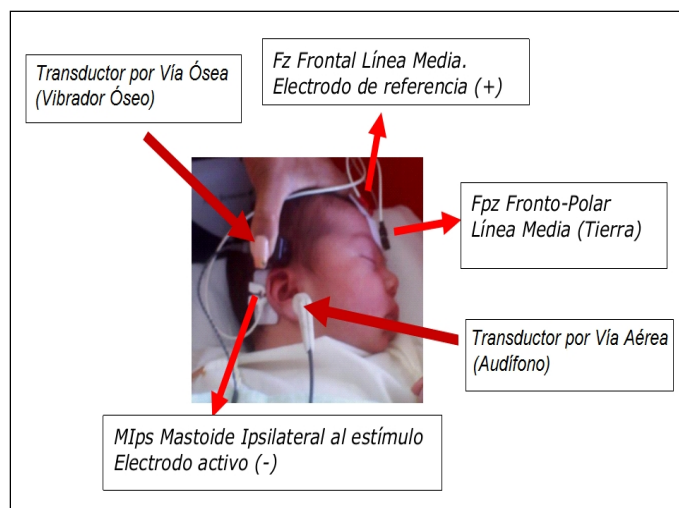 Transductor por Vía Ósea
(Vibrador Óseo)
Fz Frontal Línea Media.
Electrodo de referencia (+)
Fpz Fronto-Polar
Línea Media (Tierra)
Transductor por Vía Aérea
(Audífono)
MIps Mastoide Ipsilateral al estímulo
Electrodo activo (-)